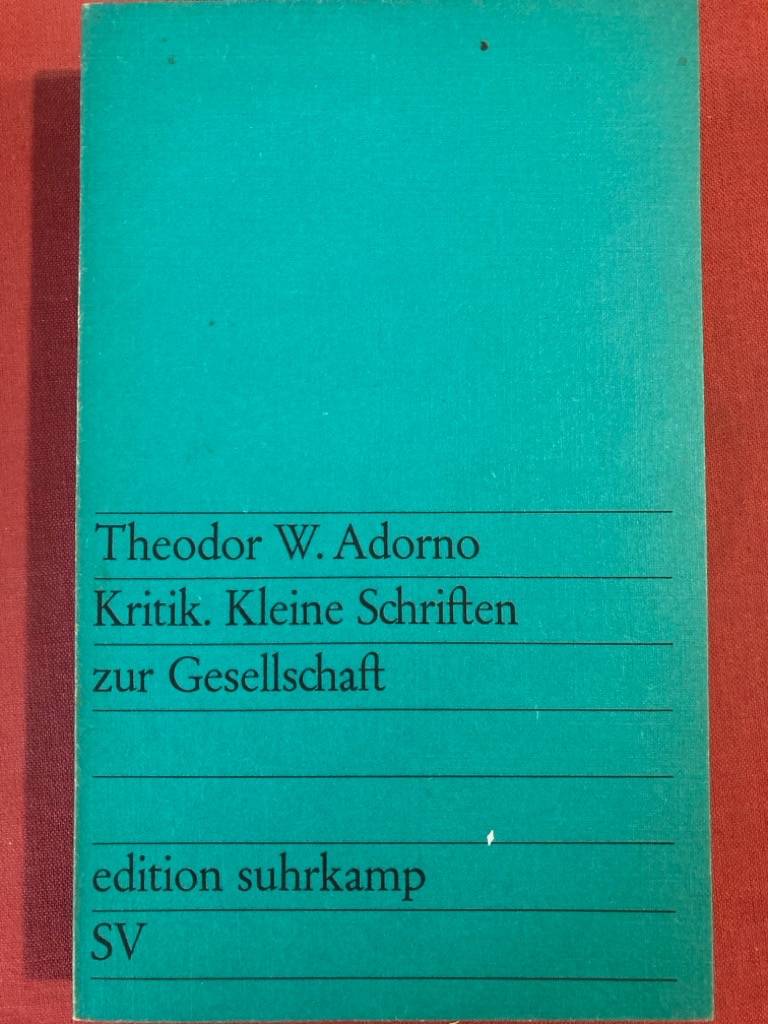 Theodor W. Adorno
Kritik. Kleine Schriften
zur Gesellschaft
edition suhrkamp
SV